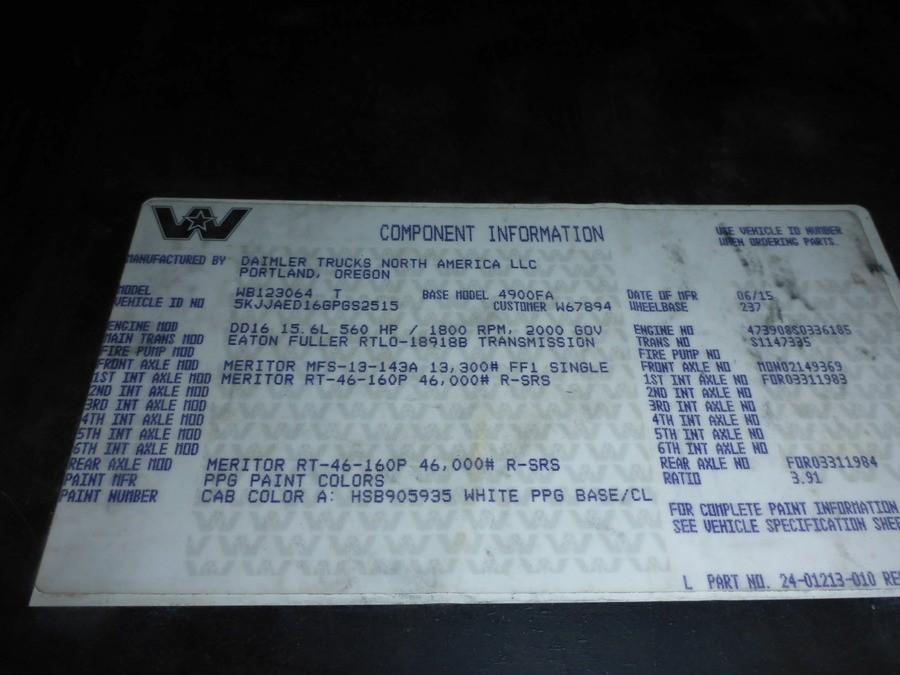 COMPONENT INFORMATION
USE VEHICLE ID NUMBER
WHEN ORDERING PARTS.
MANUFACTURED BY DAIMLER TRUCKS NORTH AMERICA LLC
PORTLAND, OREGON
MODEL WB123064 T BASE MODEL 4900FA DATE OF MFR 06/15
VEHICLE ID NO 5KJJAED16GPGS2515 CUSTOMER W67894 WHEELBASE 237
ENGINE MOD DD16 15.6L 560 HP / 1800 RPM, 2000 GOV ENGINE NO 473908S0336185
MAIN TRANS MOD EATON FULLER RTLO-18918B TRANSMISSION TRANS NO S1147335
FIRE PUMP MOD FIRE PUMP NO
FRONT AXLE MOD MERITOR MFS-13-143A 13,300# FF1 SINGLE FRONT AXLE NO MON02149369
1ST INT AXLE MOD MERITOR RT-46-160P 46,000# R-SRS 1ST INT AXLE NO FOR03311983
2ND INT AXLE MOD 2ND INT AXLE NO
3RD INT AXLE MOD 3RD INT AXLE NO
4TH INT AXLE MOD 4TH INT AXLE NO
5TH INT AXLE MOD 5TH INT AXLE NO
6TH INT AXLE MOD 6TH INT AXLE NO
REAR AXLE MOD MERITOR RT-46-160P 46,000# R-SRS REAR AXLE NO FOR03311984
PAINT MFR PPG PAINT COLORS RATIO 3.91
PAINT NUMBER CAB COLOR A: HSB905935 WHITE PPG BASE/CL
FOR COMPLETE PAINT INFORMATION
SEE VEHICLE SPECIFICATION SHEE
L PART NO. 24-01213-010 RE